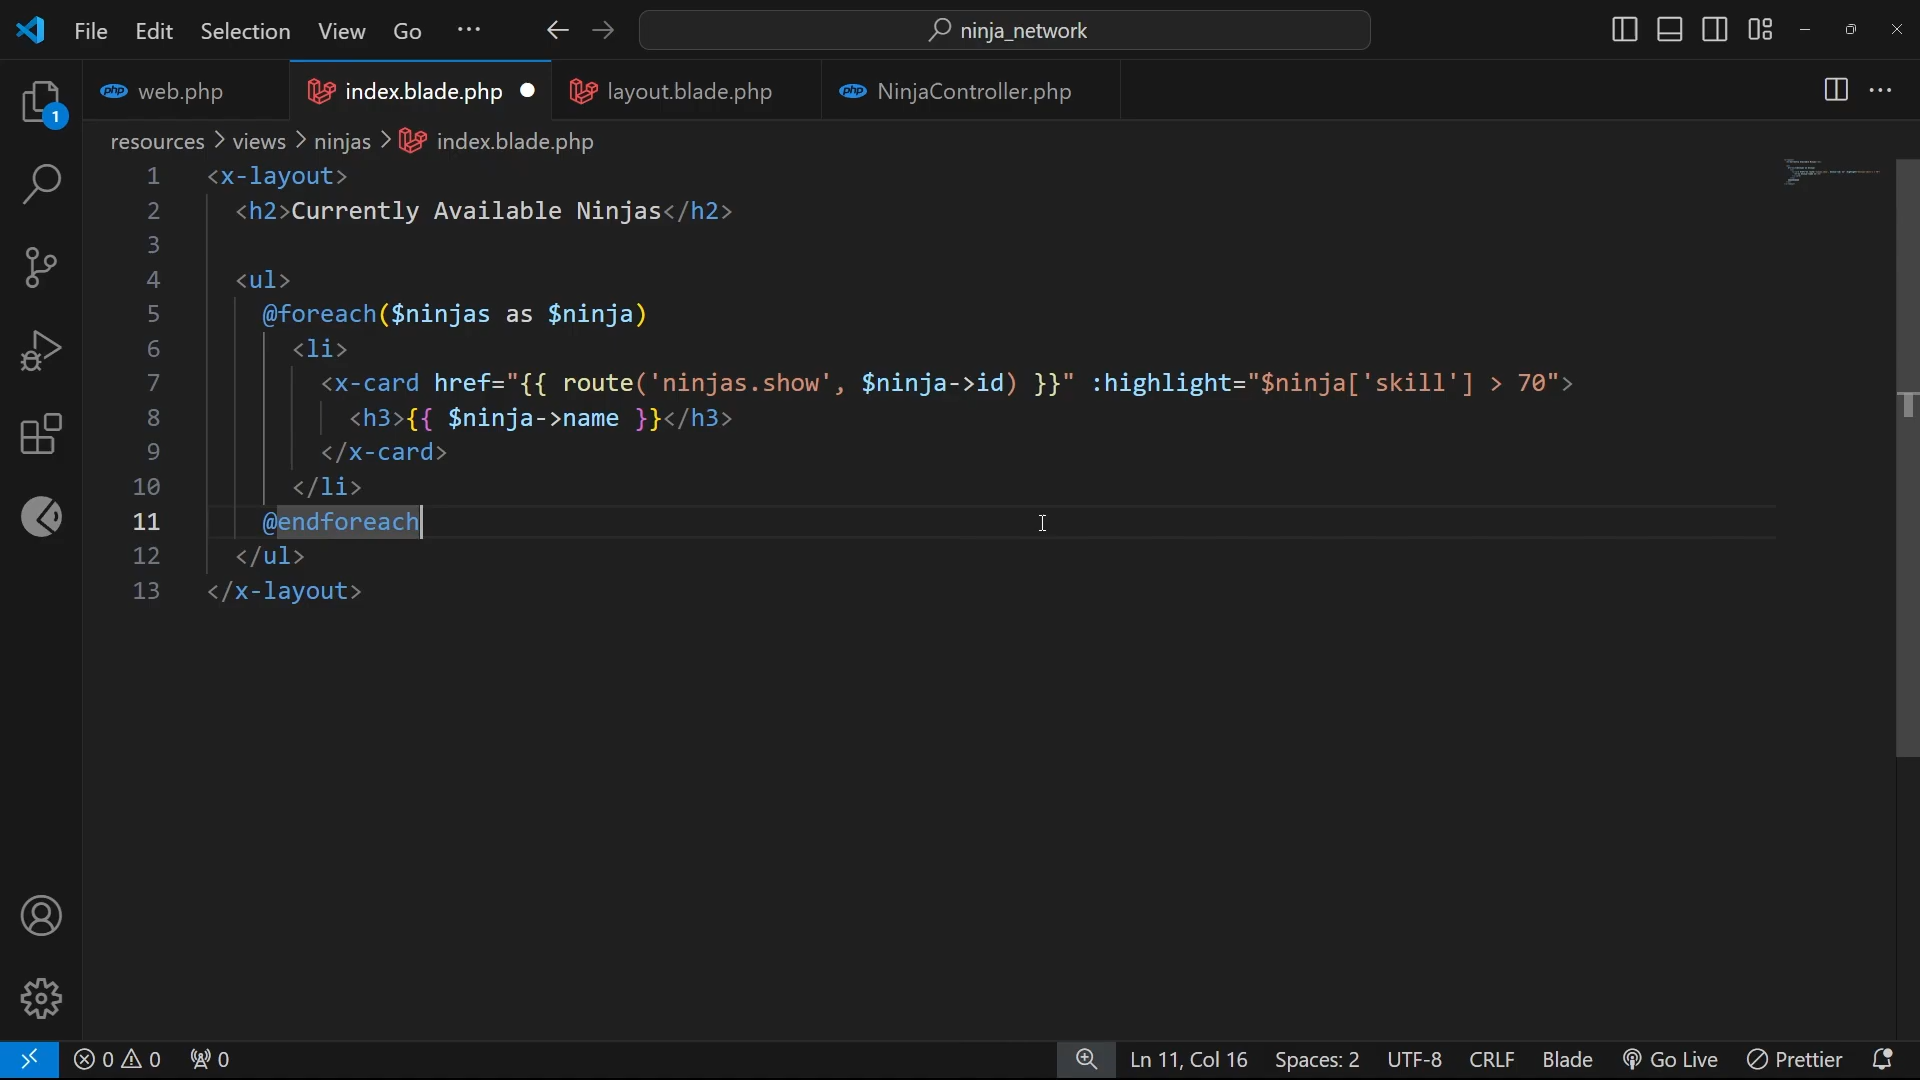 File Edit Selection View Go ··· ninja_network
web.php index.blade.php layout.blade.php NinjaController.php
resources > views > ninjas > index.blade.php
1 <x-layout>
2 <h2>Currently Available Ninjas</h2>
3
4 <ul>
5 @foreach($ninjas as $ninja)
6 <li>
7 <x-card href="{{ route('ninjas.show', $ninja->id) }}" :highlight="$ninja['skill'] > 70">
8 <h3>{{ $ninja->name }}</h3>
9 </x-card>
10 </li>
11 @endforeach
12 </ul>
13 </x-layout>
1
0 0 0 Ln 11, Col 16 Spaces: 2 UTF-8 CRLF Blade Go Live Prettier